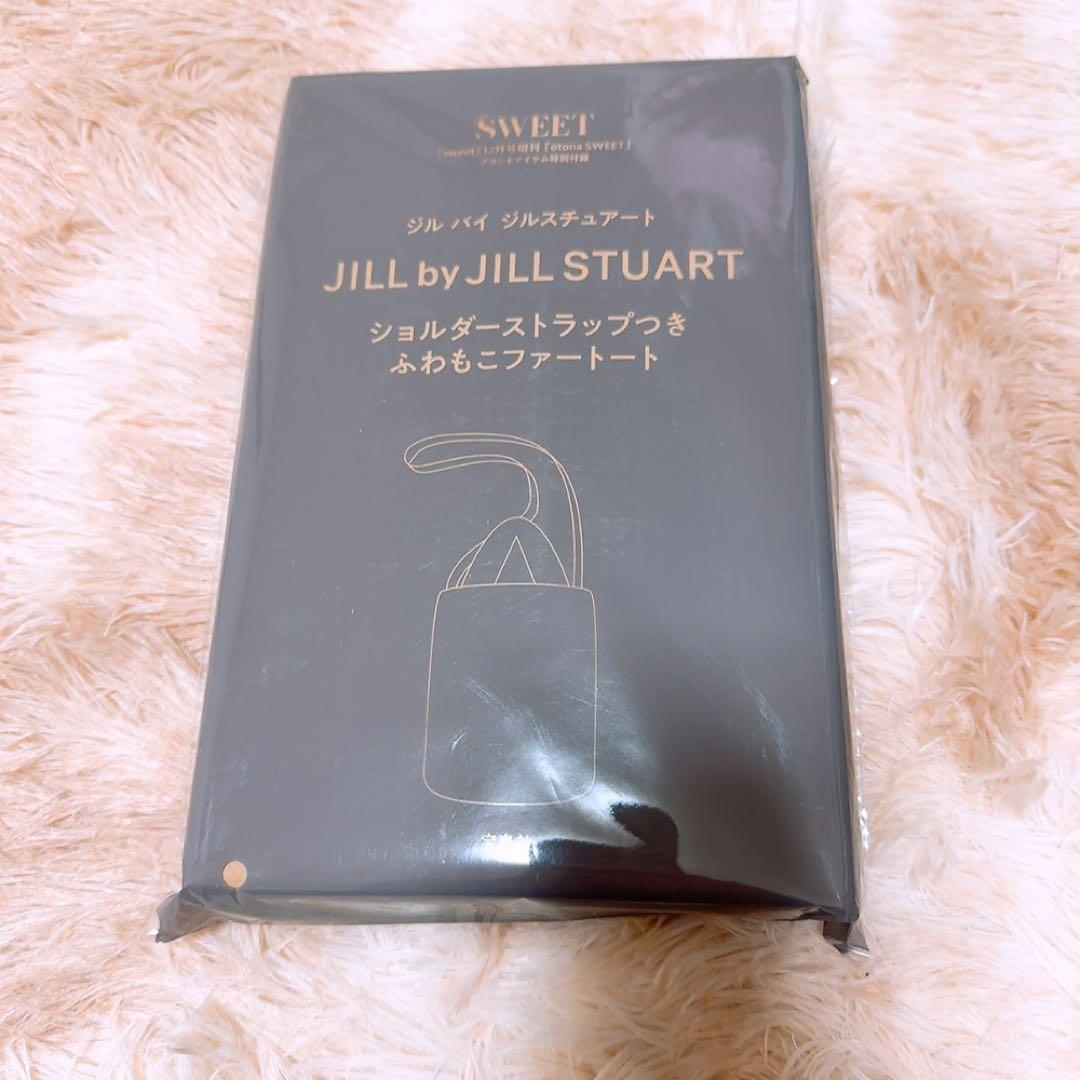 SWEET
『sweet』12月号増刊『otona SWEET』
ブランドアイテム特別付録
ジル バイ ジルスチュアート
JILL by JILL STUART
ショルダーストラップつき
ふわもこファートート